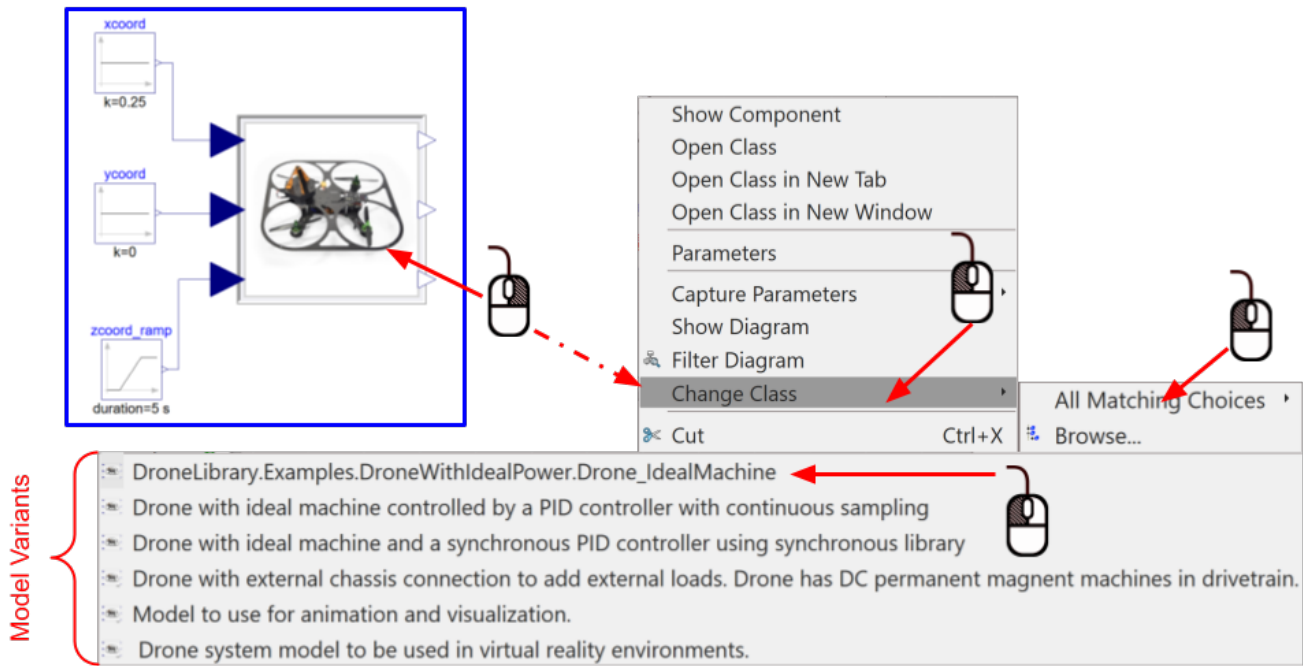 xcoord
k=0.25
ycoord
k=0
zcoord_ramp
duration=5 s
Show Component
Open Class
Open Class in New Tab
Open Class in New Window
Parameters
Capture Parameters
Show Diagram
Filter Diagram
Change Class
Cut Ctrl+X
All Matching Choices
Browse...
Model Variants
DroneLibrary.Examples.DroneWithIdealPower.Drone_IdealMachine
Drone with ideal machine controlled by a PID controller with continuous sampling
Drone with ideal machine and a synchronous PID controller using synchronous library
Drone with external chassis connection to add external loads. Drone has DC permanent magnent machines in drivetrain.
Model to use for animation and visualization.
Drone system model to be used in virtual reality environments.